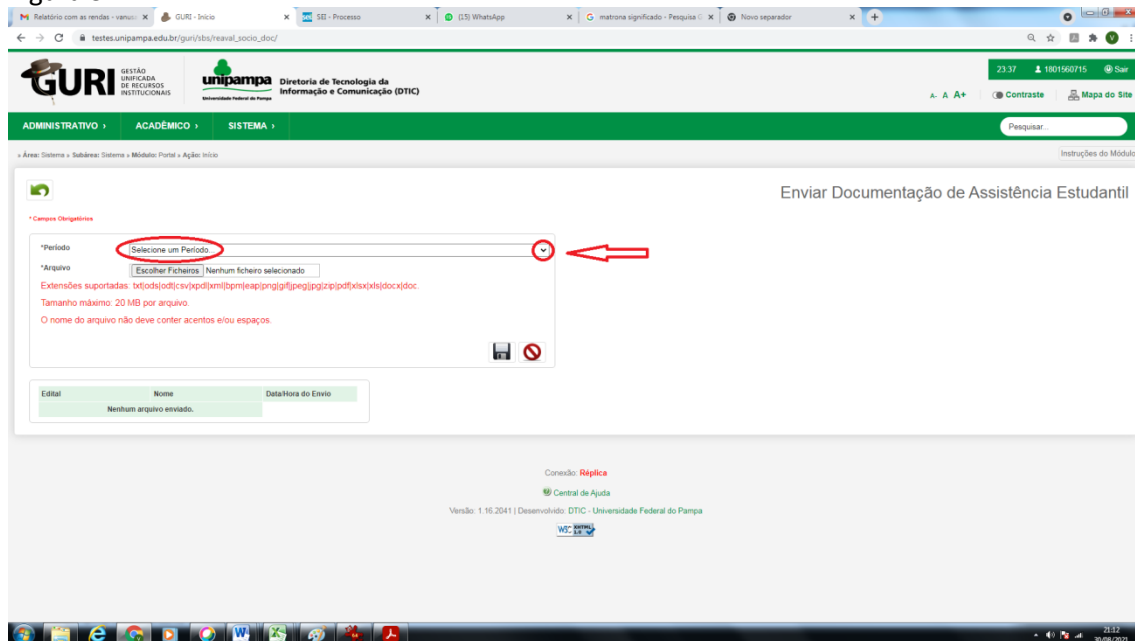 Relatório com as rendas - vanus
GURI - Início
SEI - Processo
(15) WhatsApp
matrona significado - Pesquisa G
Novo separador
testes.unipampa.edu.br/guri/sbs/reaval_socio_doc/
GURI
GESTÃO
UNIFICADA
DE RECURSOS
INSTITUCIONAIS
unipampa
Universidade Federal do Pampa
Diretoria de Tecnologia da
Informação e Comunicação (DTIC)
23:37 1801560715 Sair
A- A A+ Contraste Mapa do Site
ADMINISTRATIVO › ACADÊMICO › SISTEMA ›
Pesquisar...
» Área: Sistema » Subárea: Sistema » Módulo: Portal » Ação: Início
Instruções do Módulo
Enviar Documentação de Assistência Estudantil
* Campos Obrigatórios
*Período Selecione um Período...
*Arquivo Escolher Ficheiros Nenhum ficheiro selecionado
Extensões suportadas: txt|ods|odt|csv|xpdl|xml|bpm|eap|png|gif|jpeg|jpg|zip|pdf|xlsx|xls|docx|doc.
Tamanho máximo: 20 MB por arquivo.
O nome do arquivo não deve conter acentos e/ou espaços.
Edital Nome Data/Hora do Envio
Nenhum arquivo enviado.
Conexão: Réplica
Central de Ajuda
Versão: 1.16.2041 | Desenvolvido: DTIC - Universidade Federal do Pampa
W3C XHTML 1.0
21:12
30/08/2021